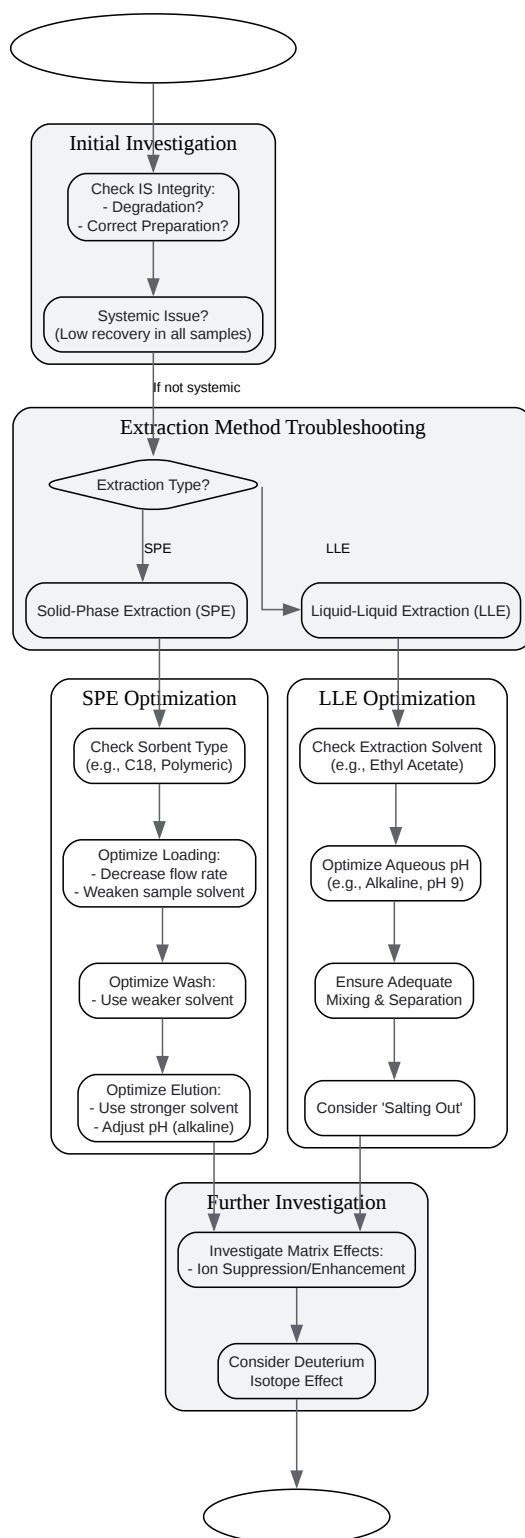 Initial Investigation
Check IS Integrity:
- Degradation?
- Correct Preparation?
Systemic Issue?
(Low recovery in all samples)
If not systemic
Extraction Method Troubleshooting
Extraction Type?
SPE
LLE
Solid-Phase Extraction (SPE)
Liquid-Liquid Extraction (LLE)
SPE Optimization
Check Sorbent Type
(e.g., C18, Polymeric)
Optimize Loading:
- Decrease flow rate
- Weaken sample solvent
Optimize Wash:
- Use weaker solvent
Optimize Elution:
- Use stronger solvent
- Adjust pH (alkaline)
LLE Optimization
Check Extraction Solvent
(e.g., Ethyl Acetate)
Optimize Aqueous pH
(e.g., Alkaline, pH 9)
Ensure Adequate
Mixing & Separation
Consider 'Salting Out'
Further Investigation
Investigate Matrix Effects:
- Ion Suppression/Enhancement
Consider Deuterium
Isotope Effect